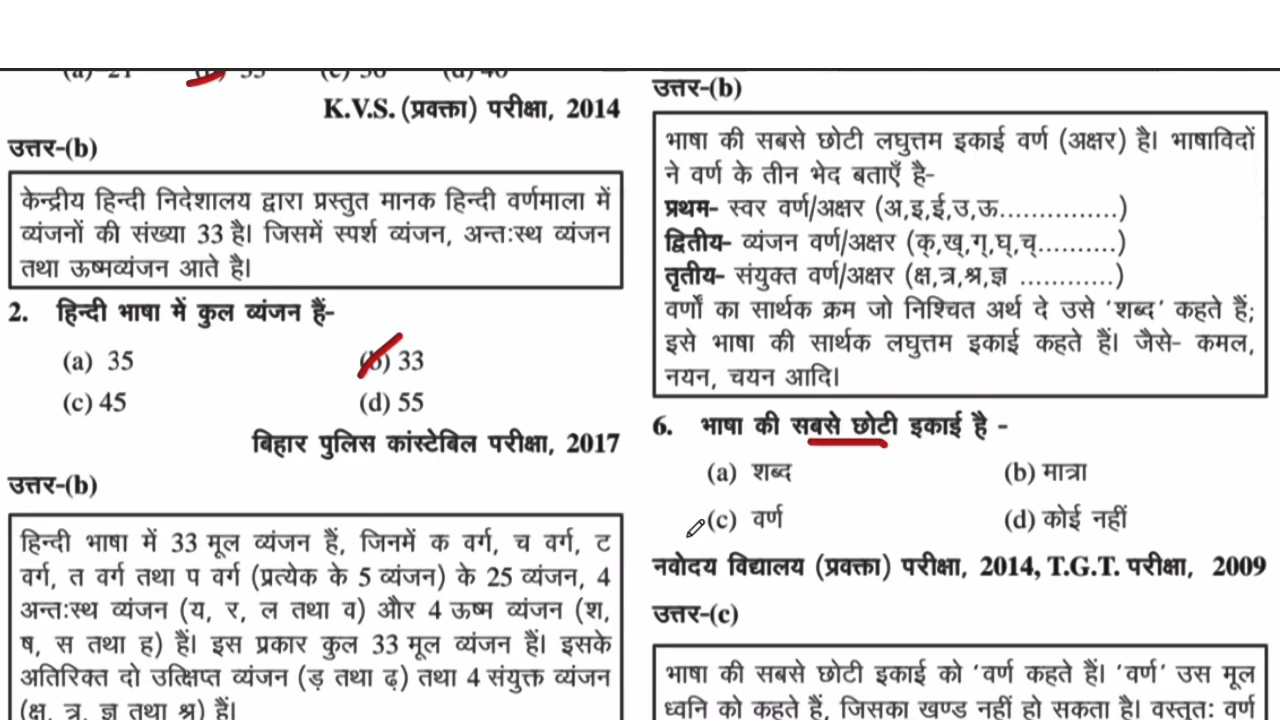 (a) 21 (b) 33 (c) 36 (d) 40
K.V.S. (प्रवक्ता) परीक्षा, 2014
उत्तर-(b)
केन्द्रीय हिन्दी निदेशालय द्वारा प्रस्तुत मानक हिन्दी वर्णमाला में
व्यंजनों की संख्या 33 है। जिसमें स्पर्श व्यंजन, अन्तःस्थ व्यंजन
तथा ऊष्मव्यंजन आते है।
2. हिन्दी भाषा में कुल व्यंजन हैं-
(a) 35 (b) 33
(c) 45 (d) 55
बिहार पुलिस कांस्टेबिल परीक्षा, 2017
उत्तर-(b)
हिन्दी भाषा में 33 मूल व्यंजन हैं, जिनमें क वर्ग, च वर्ग, ट
वर्ग, त वर्ग तथा प वर्ग (प्रत्येक के 5 व्यंजन) के 25 व्यंजन, 4
अन्तःस्थ व्यंजन (य, र, ल तथा व) और 4 ऊष्म व्यंजन (श,
ष, स तथा ह) हैं। इस प्रकार कुल 33 मूल व्यंजन हैं। इसके
अतिरिक्त दो उत्क्षिप्त व्यंजन (ड़ तथा ढ़) तथा 4 संयुक्त व्यंजन
(क्ष, त्र, ज्ञ तथा श्र) हैं।
उत्तर-(b)
भाषा की सबसे छोटी लघुत्तम इकाई वर्ण (अक्षर) है। भाषाविदों
ने वर्ण के तीन भेद बताएँ है-
प्रथम- स्वर वर्ण/अक्षर (अ,इ,ई,उ,ऊ...............)
द्वितीय- व्यंजन वर्ण/अक्षर (क्,ख्,ग्,घ्,च्..........)
तृतीय- संयुक्त वर्ण/अक्षर (क्ष,त्र,श्र,ज्ञ ............)
वर्णों का सार्थक क्रम जो निश्चित अर्थ दे उसे 'शब्द' कहते हैं;
इसे भाषा की सार्थक लघुत्तम इकाई कहते हैं। जैसे- कमल,
नयन, चयन आदि।
6. भाषा की सबसे छोटी इकाई है -
(a) शब्द (b) मात्रा
(c) वर्ण (d) कोई नहीं
नवोदय विद्यालय (प्रवक्ता) परीक्षा, 2014, T.G.T. परीक्षा, 2009
उत्तर-(c)
भाषा की सबसे छोटी इकाई को 'वर्ण कहते हैं। 'वर्ण' उस मूल
ध्वनि को कहते हैं, जिसका खण्ड नहीं हो सकता है। वस्तुतः वर्ण